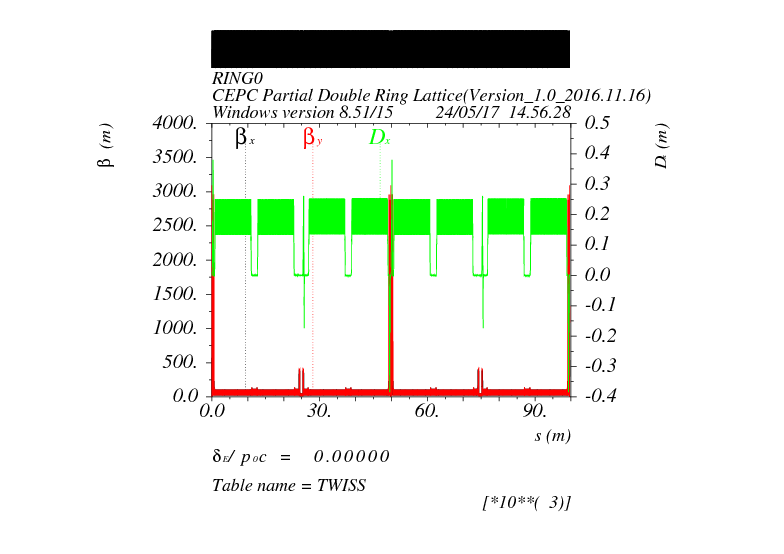 RING0
CEPC Partial Double Ring Lattice(Version_1.0_2016.11.16)
Windows version 8.51/15 24/05/17 14.56.28
β (m)
4000.
3500.
3000.
2500.
2000.
1500.
1000.
500.
0.0
βx βy Dx
0.5
0.4
0.3
0.2
0.1
0.0
-0.1
-0.2
-0.3
-0.4
Dx (m)
0.0 30. 60. 90.
s (m)
δE/ p0c = 0.00000
Table name = TWISS
[*10**( 3)]